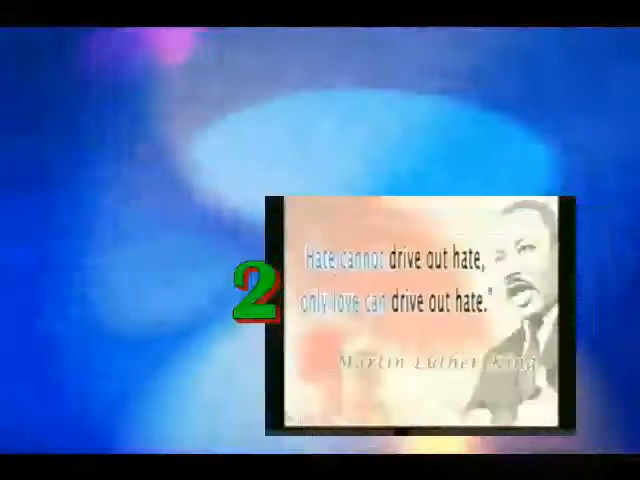 2
Hate cannot drive out hate,
only love can drive out hate."
Martin Luther King